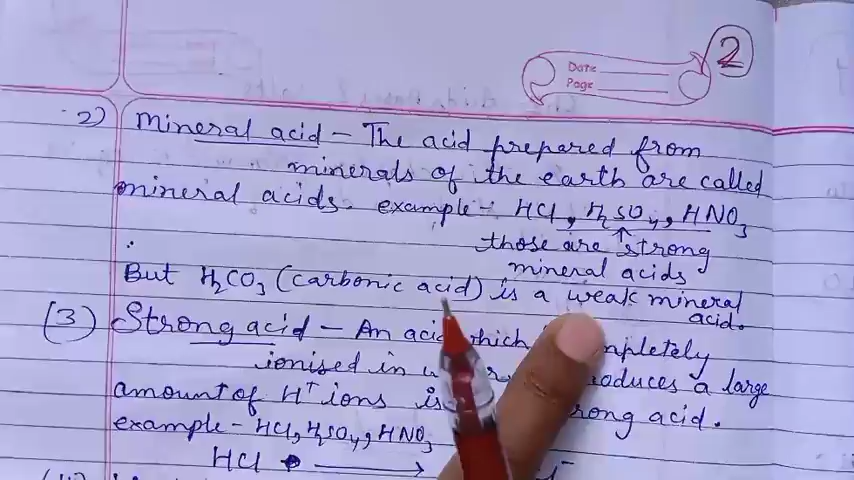 2
Date
Page
2) Mineral acid – The acid prepared from
minerals of the earth are called
mineral acids. example - HCl, H₂SO₄, HNO₃
those are strong
mineral acids
But H₂CO₃ (carbonic acid) is a weak mineral
acid.
(3) Strong acid – An acid which
ionised in a large
amount of H⁺ ions strong acid.
example - HCl, H₂SO₄, HNO₃
HCl →